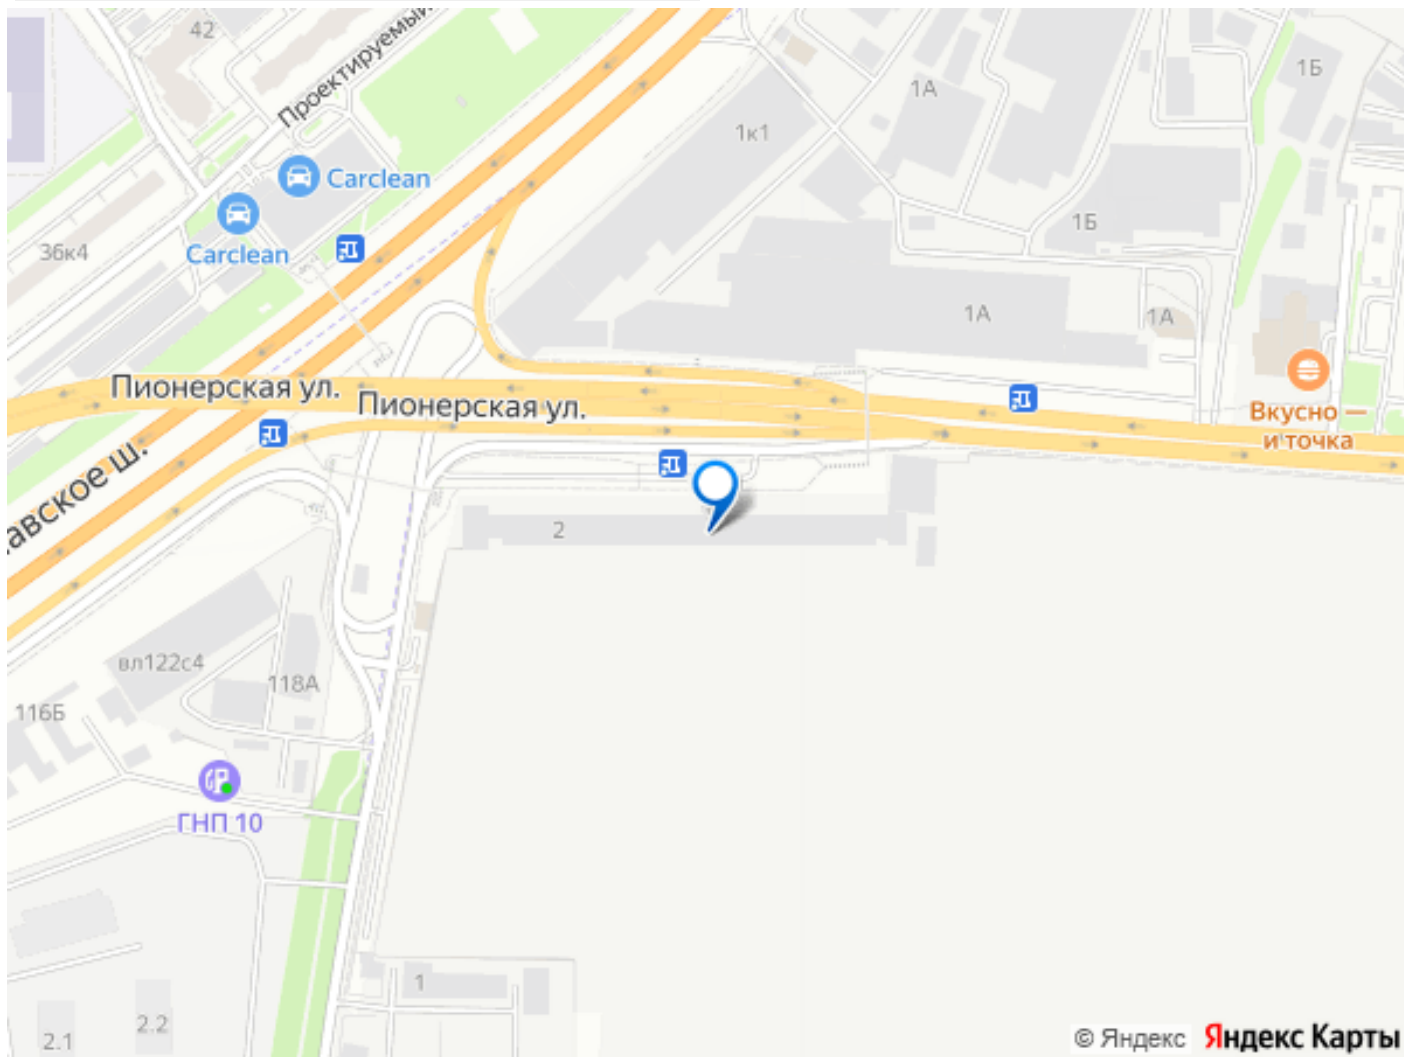 42
Проектируемый
1А
1Б
1к1
Carclean
Carclean
36к4
1Б
1А
1А
Пионерская ул.
Пионерская ул.
Вкусно —
и точка
авское ш.
2
вл122с4
118А
116Б
ГНП 10
1
2.2
2.1
© Яндекс Яндекс Карты